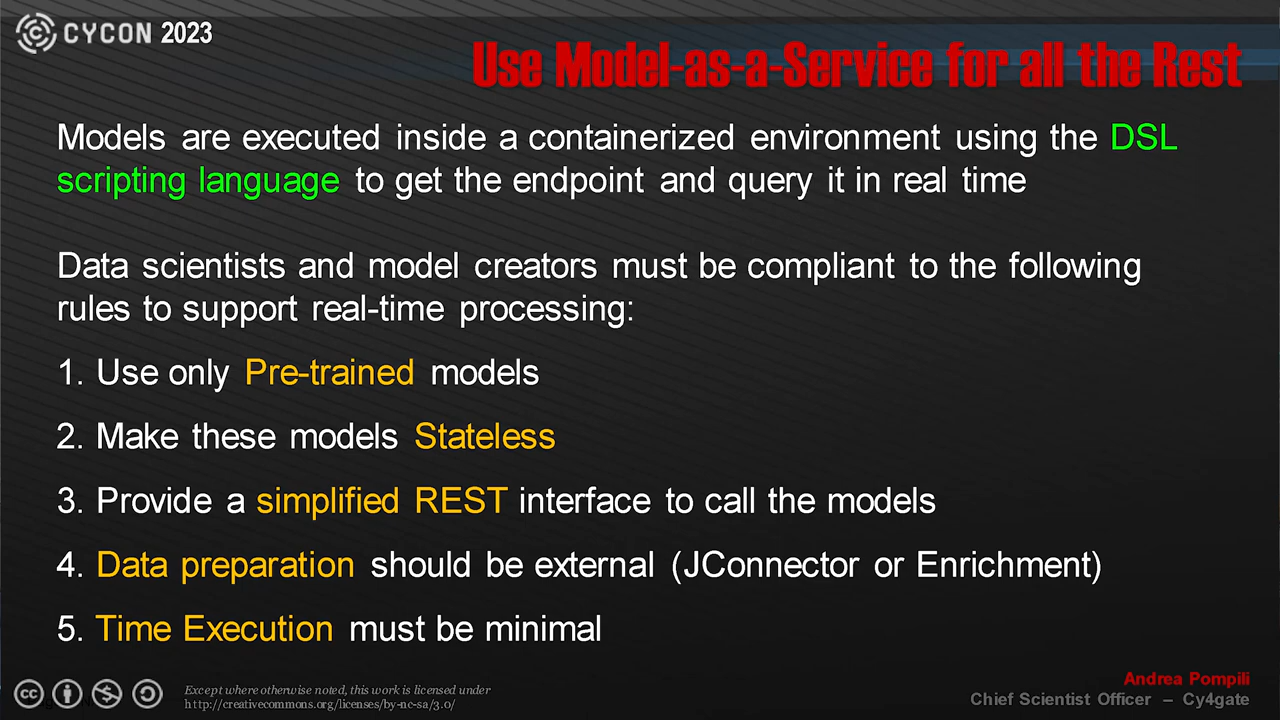 CYCON 2023
Use Model-as-a-Service for all the Rest
Models are executed inside a containerized environment using the DSL
scripting language to get the endpoint and query it in real time
Data scientists and model creators must be compliant to the following
rules to support real-time processing:
1. Use only Pre-trained models
2. Make these models Stateless
3. Provide a simplified REST interface to call the models
4. Data preparation should be external (JConnector or Enrichment)
5. Time Execution must be minimal
cc
Except where otherwise noted, this work is licensed under
http://creativecommons.org/licenses/by-nc-sa/3.0/
Andrea Pompili
Chief Scientist Officer – Cy4gate